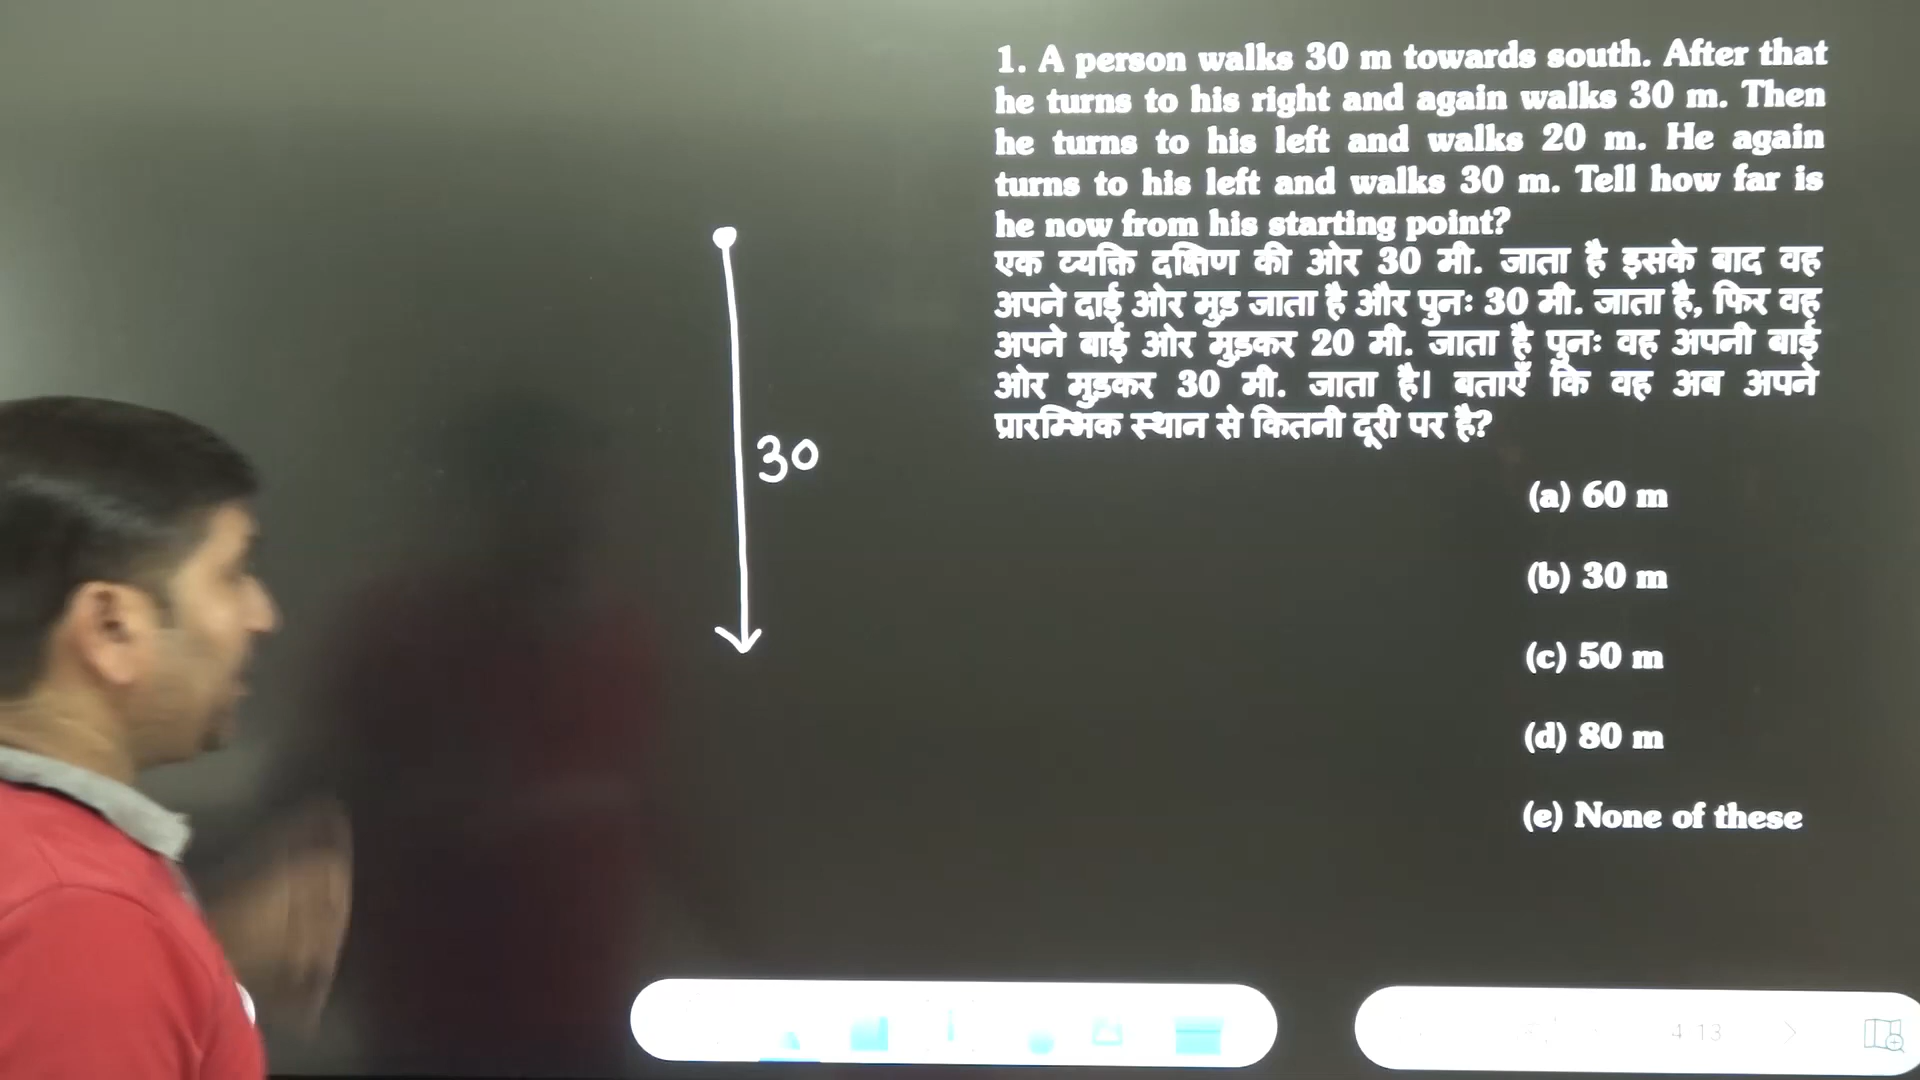 1. A person walks 30 m towards south. After that
he turns to his right and again walks 30 m. Then
he turns to his left and walks 20 m. He again
turns to his left and walks 30 m. Tell how far is
he now from his starting point?
एक व्यक्ति दक्षिण की ओर 30 मी. जाता है इसके बाद वह
अपने दाई ओर मुड़ जाता है और पुनः 30 मी. जाता है, फिर वह
अपने बाई ओर मुड़कर 20 मी. जाता है पुनः वह अपनी बाई
ओर मुड़कर 30 मी. जाता है। बताएँ कि वह अब अपने
प्रारम्भिक स्थान से कितनी दूरी पर है?
30
(a) 60 m
(b) 30 m
(c) 50 m
(d) 80 m
(e) None of these
4 13